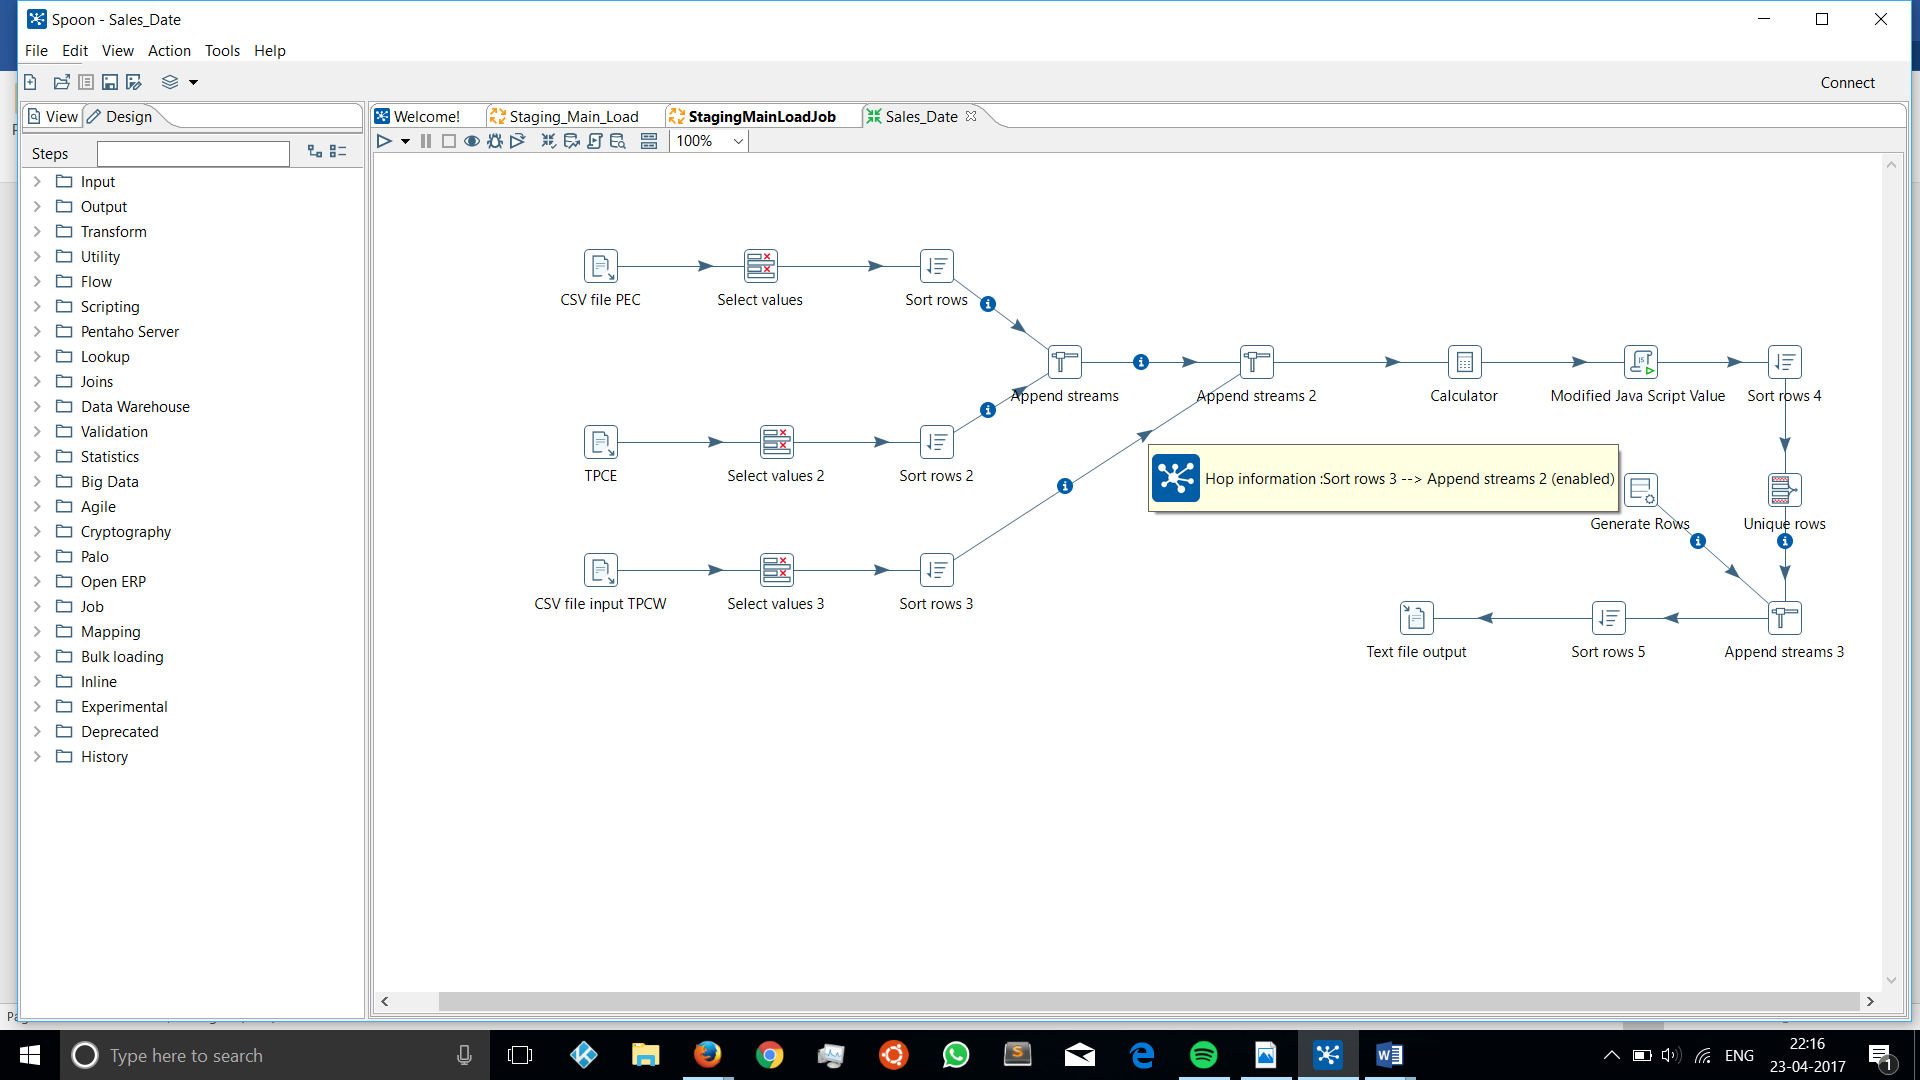 Spoon - Sales_Date
File Edit View Action Tools Help
Connect
View Design
Welcome! Staging_Main_Load StagingMainLoadJob Sales_Date
100%
Steps
Input
Output
Transform
Utility
Flow
Scripting
Pentaho Server
Lookup
Joins
Data Warehouse
Validation
Statistics
Big Data
Agile
Cryptography
Palo
Open ERP
Job
Mapping
Bulk loading
Inline
Experimental
Deprecated
History
CSV file PEC Select values Sort rows
Append streams Append streams 2 Calculator Modified Java Script Value Sort rows 4
TPCE Select values 2 Sort rows 2
Hop information :Sort rows 3 --> Append streams 2 (enabled)
Generate Rows Unique rows
CSV file input TPCW Select values 3 Sort rows 3
Text file output Sort rows 5 Append streams 3
Type here to search
ENG
22:16
23-04-2017
1